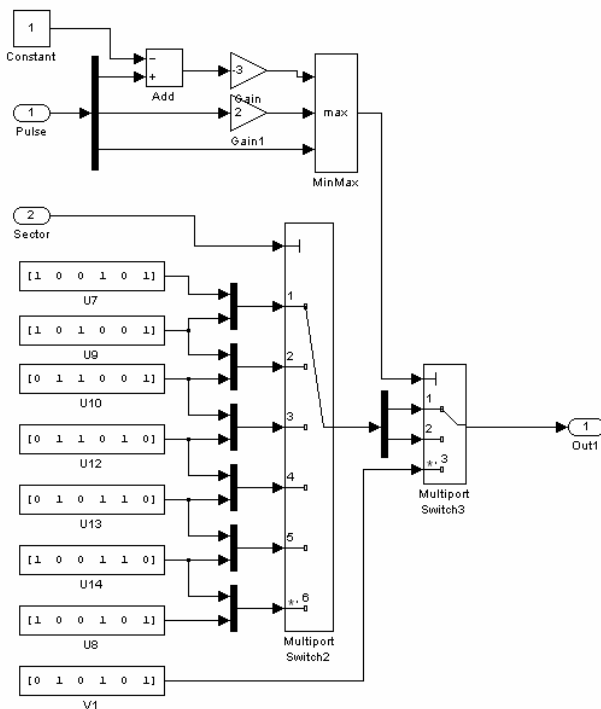 1
Constant
−
+
Add
-3
Gain
1
Pulse
2
Gain1
max
MinMax
2
Sector
[1 0 0 1 0 1]
U7
1
[1 0 1 0 0 1]
U9
2
[0 1 1 0 0 1]
U10
3
[0 1 1 0 1 0]
U12
4
[0 1 0 1 1 0]
U13
5
[1 0 0 1 1 0]
U14
*, 6
[1 0 0 1 0 1]
U8
Multiport
Switch2
[0 1 0 1 0 1]
V1
1
2
*, 3
Multiport
Switch3
1
Out1